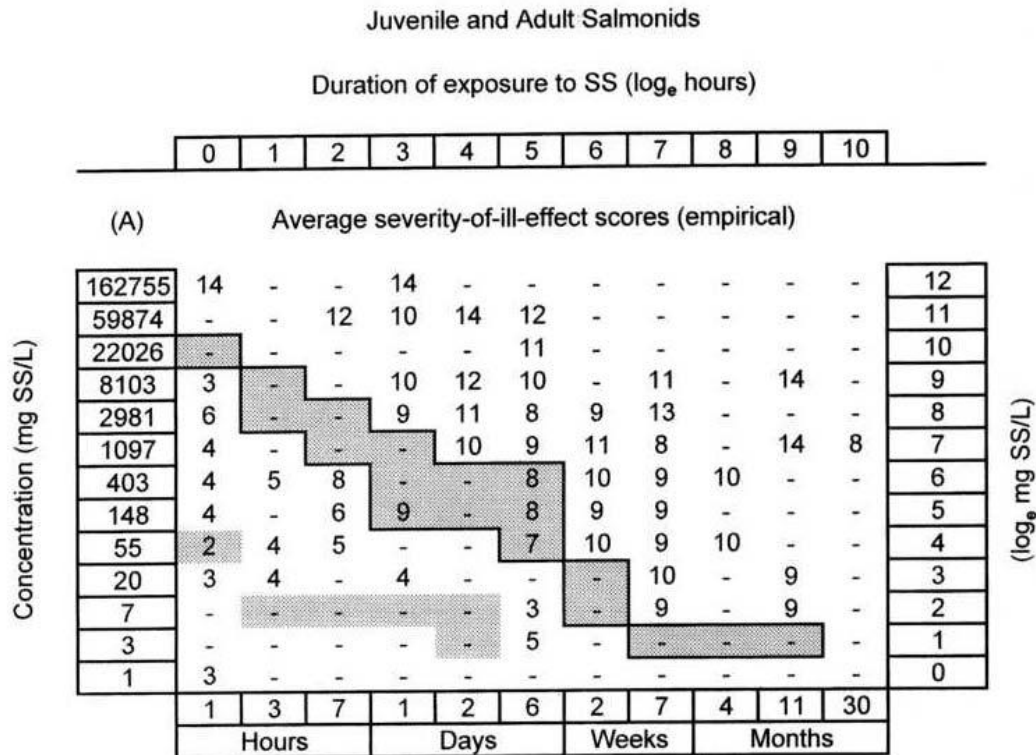 Juvenile and Adult Salmonids
Duration of exposure to SS (logₑ hours)
0 1 2 3 4 5 6 7 8 9 10
(A) Average severity-of-ill-effect scores (empirical)
162755 14 - - 14 - - - - - - - 12
59874 - - 12 10 14 12 - - - - - 11
22026 - - - - - 11 - - - - - 10
8103 3 - - 10 12 10 - 11 - 14 - 9
2981 6 - - 9 11 8 9 13 - - - 8
1097 4 - - - 10 9 11 8 - 14 8 7
403 4 5 8 - - 8 10 9 10 - - 6
148 4 - 6 9 - 8 9 9 - - - 5
55 2 4 5 - - 7 10 9 10 - - 4
20 3 4 - 4 - - - 10 - 9 - 3
7 - - - - - 3 - 9 - 9 - 2
3 - - - - - 5 - - - - - 1
1 3 - - - - - - - - - - 0
1 3 7 1 2 6 2 7 4 11 30
Hours Days Weeks Months
Concentration (mg SS/L)
(logₑ mg SS/L)